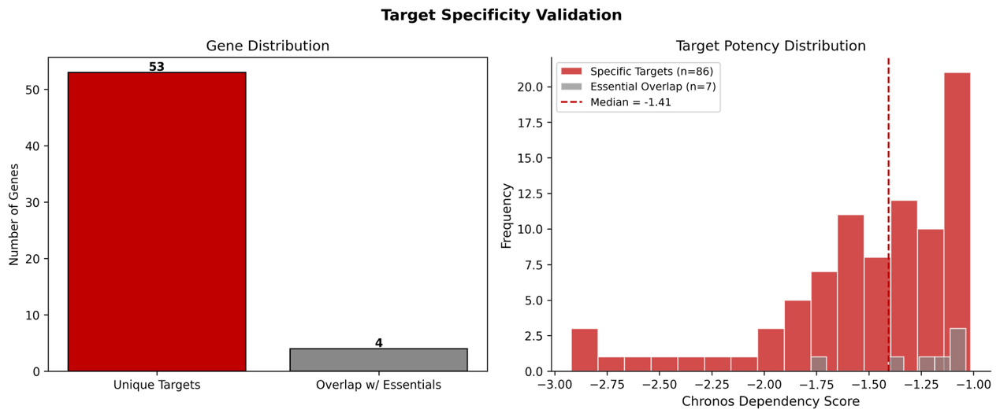 Target Specificity Validation
Gene Distribution
Number of Genes
50
40
30
20
10
0
53
4
Unique Targets
Overlap w/ Essentials
Target Potency Distribution
Specific Targets (n=86)
Essential Overlap (n=7)
Median = -1.41
Frequency
20.0
17.5
15.0
12.5
10.0
7.5
5.0
2.5
0.0
−3.00 −2.75 −2.50 −2.25 −2.00 −1.75 −1.50 −1.25 −1.00
Chronos Dependency Score